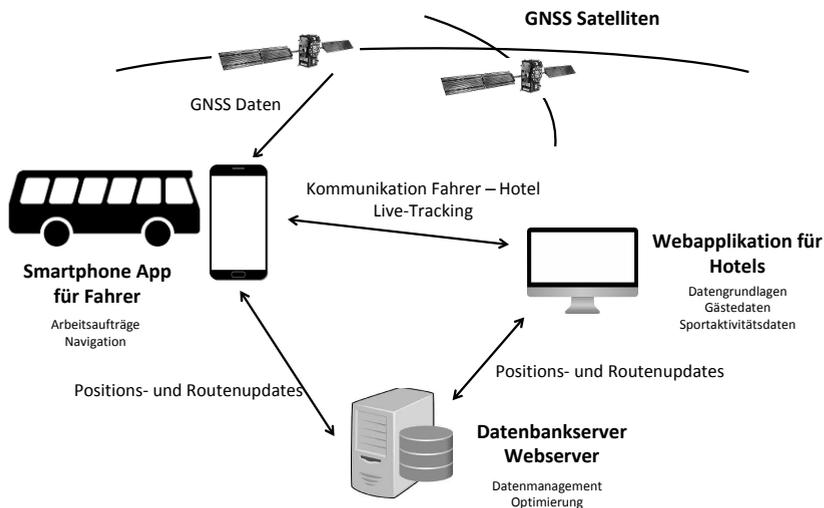 GNSS Satelliten
GNSS Daten
Kommunikation Fahrer – Hotel
Live-Tracking
Smartphone App
für Fahrer
Arbeitsaufträge
Navigation
Webapplikation für
Hotels
Datengrundlagen
Gästedaten
Sportaktivitätsdaten
Positions- und Routenupdates
Positions- und Routenupdates
Datenbankserver
Webserver
Datenmanagement
Optimierung